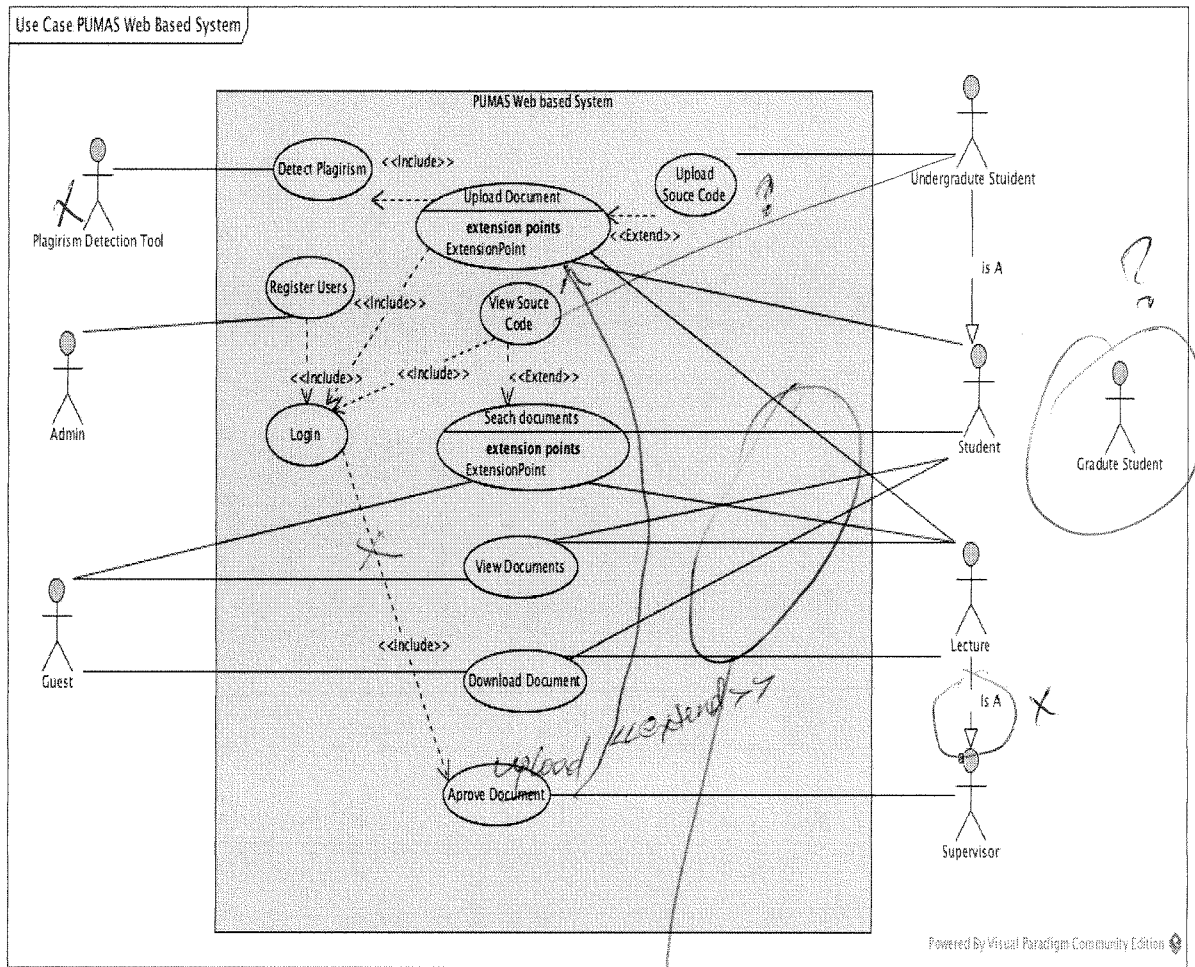 Use Case PUMAS Web Based System
PUMAS Web based System
Detect Plagirism
<<Include>>
Upload Souce Code
?
Undergradute Stuident
X
Plagirism Detection Tool
Upload Document
extension points
ExtensionPoint
<<Extend>>
Register Users
<<Include>>
View Souce Code
is A
?
Admin
<<Include>>
<<Include>>
<<Extend>>
Login
Seach documents
extension points
ExtensionPoint
Student
Gradute Student
X
View Documents
Lecture
Guest
<<Include>>
Download Document
Is A
X
upload
<<extend>>
Aprove Document
Supervisor
Powered By Visual Paradigm Community Edition